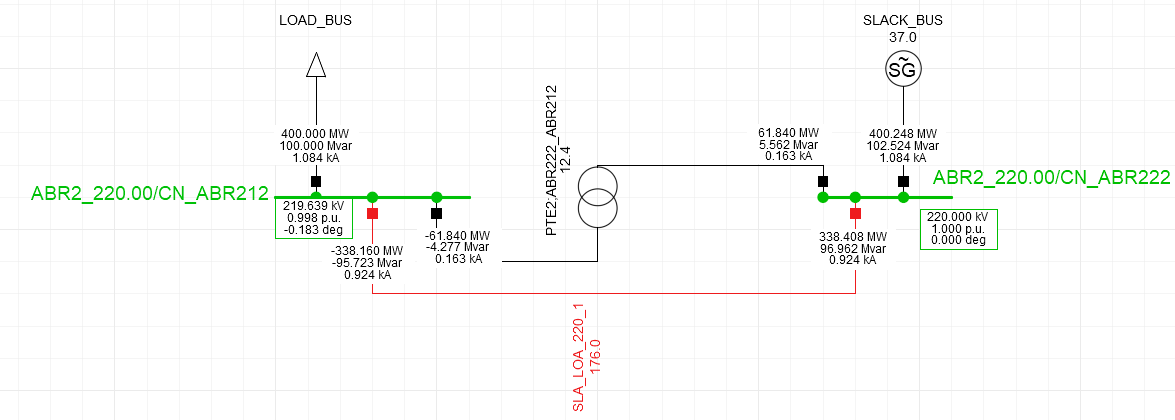 LOAD_BUS
SLACK_BUS
37.0
SG
~
400.000 MW
100.000 Mvar
1.084 kA
PTE2:ABR222_ABR212
12.4
61.840 MW
5.562 Mvar
0.163 kA
400.248 MW
102.524 Mvar
1.084 kA
ABR2_220.00/CN_ABR212
ABR2_220.00/CN_ABR222
219.639 kV
0.998 p.u.
-0.183 deg
220.000 kV
1.000 p.u.
0.000 deg
-338.160 MW
-95.723 Mvar
0.924 kA
-61.840 MW
-4.277 Mvar
0.163 kA
338.408 MW
96.962 Mvar
0.924 kA
SLA_LOA_220_1
176.0